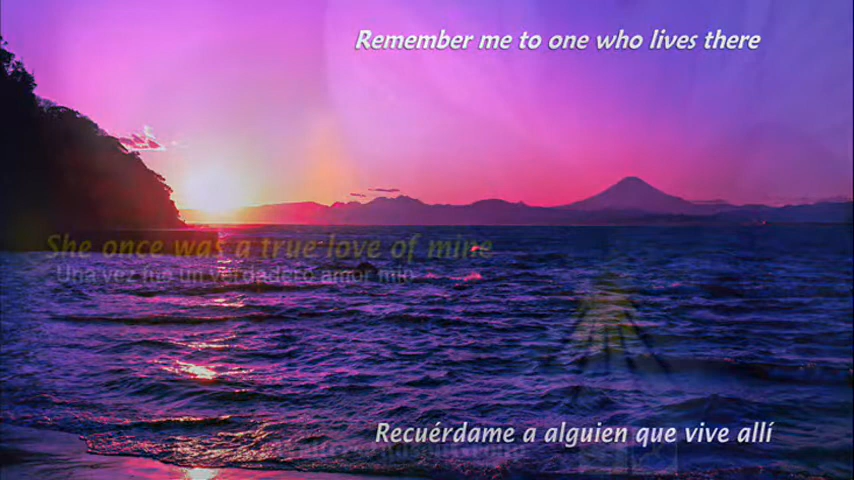 Remember me to one who lives there
She once was a true love of mine
Una vez fue un verdadero amor mío
Recuérdame a alguien que vive allí